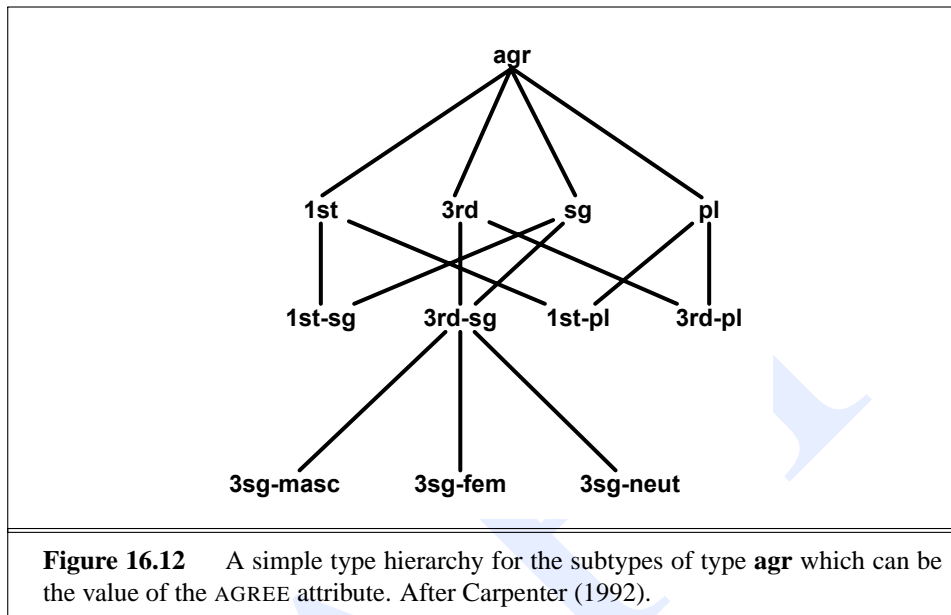 agr
1st 3rd sg pl
1st-sg 3rd-sg 1st-pl 3rd-pl
3sg-masc 3sg-fem 3sg-neut
Figure 16.12 A simple type hierarchy for the subtypes of type agr which can be
the value of the AGREE attribute. After Carpenter (1992).